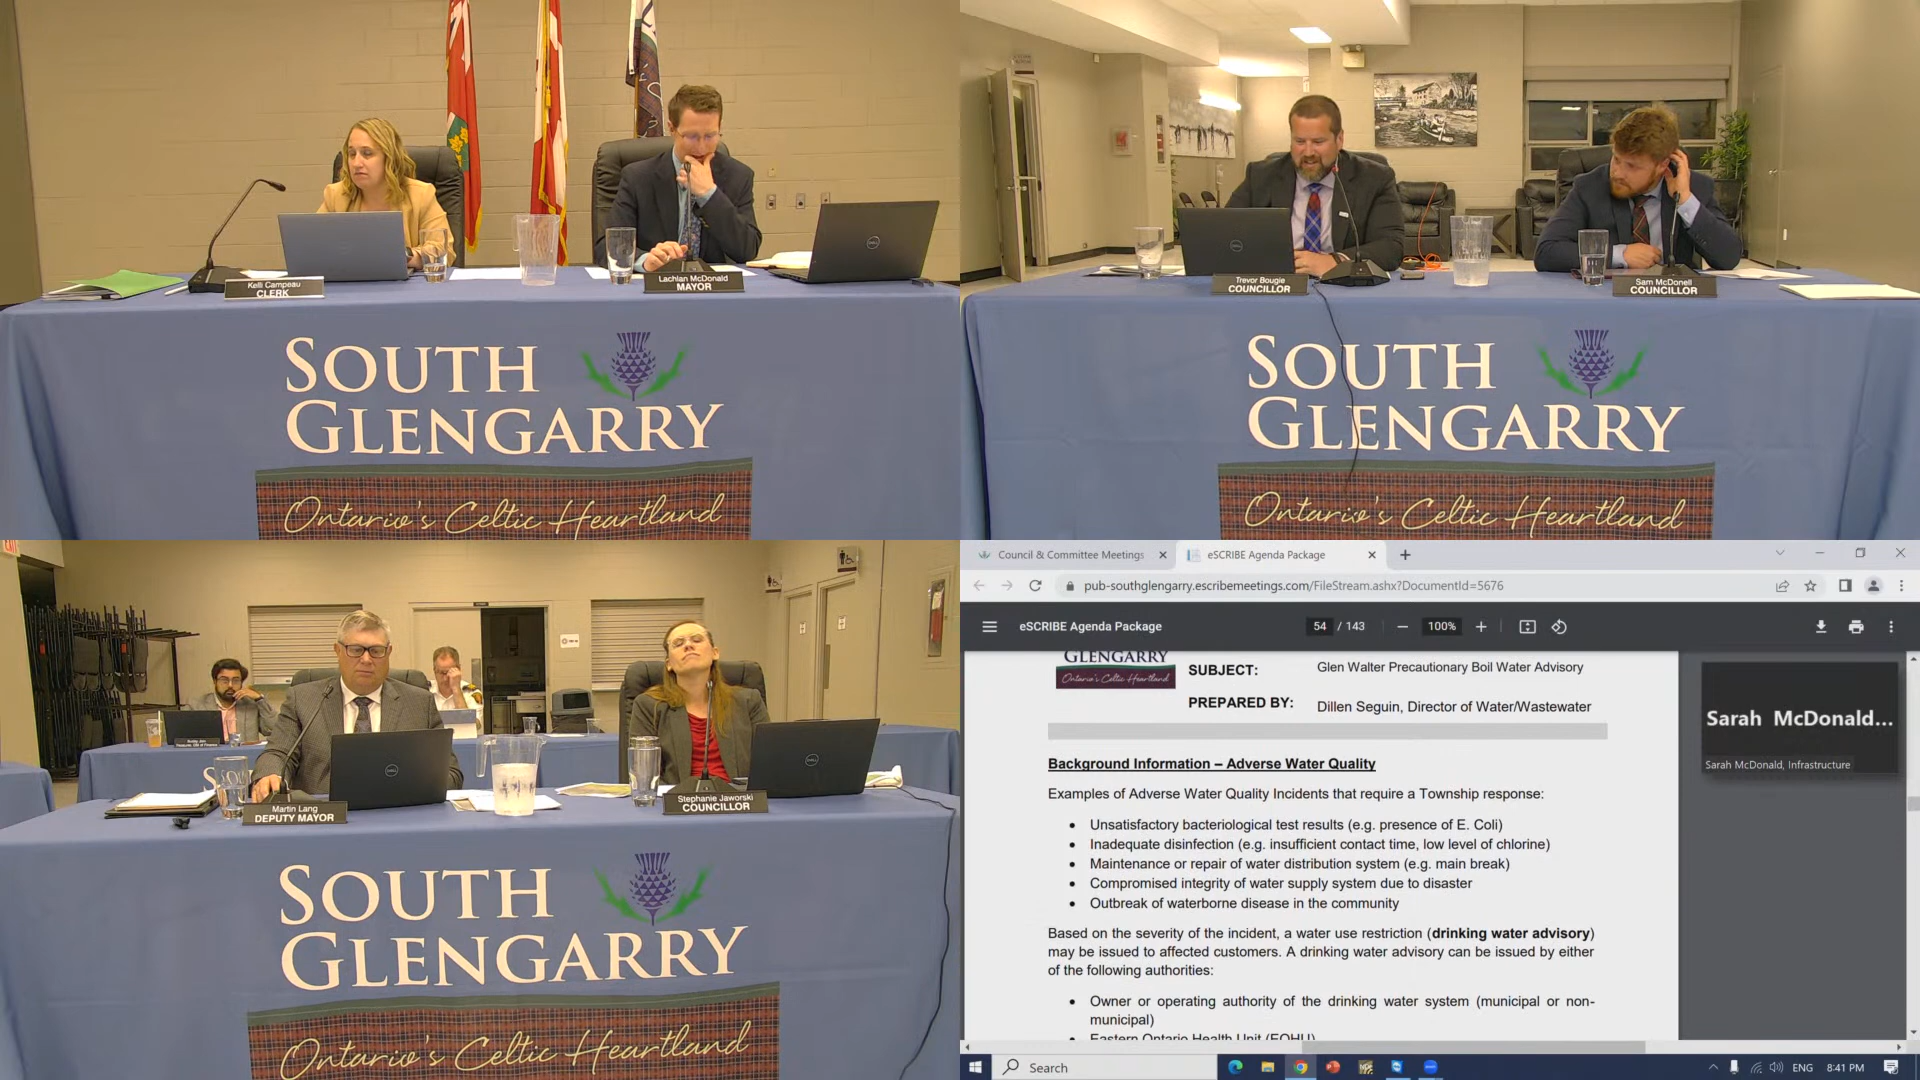 Kelli Campeau
CLERK
Lachlan McDonald
MAYOR
SOUTH
GLENGARRY
Ontario's Celtic Heartland
Trevor Bougie
COUNCILLOR
Sam McDonell
COUNCILLOR
SOUTH
GLENGARRY
Ontario's Celtic Heartland
EXIT
Martin Lang
DEPUTY MAYOR
Stephanie Jaworski
COUNCILLOR
SOUTH
GLENGARRY
Ontario's Celtic Heartland
Council & Committee Meetings
eSCRIBE Agenda Package
pub-southglengarry.escribemeetings.com/FileStream.ashx?DocumentId=5676
eSCRIBE Agenda Package
54 / 143
100%
GLENGARRY
Ontario's Celtic Heartland
SUBJECT: Glen Walter Precautionary Boil Water Advisory
PREPARED BY: Dillen Seguin, Director of Water/Wastewater
Background Information – Adverse Water Quality
Examples of Adverse Water Quality Incidents that require a Township response:
• Unsatisfactory bacteriological test results (e.g. presence of E. Coli)
• Inadequate disinfection (e.g. insufficient contact time, low level of chlorine)
• Maintenance or repair of water distribution system (e.g. main break)
• Compromised integrity of water supply system due to disaster
• Outbreak of waterborne disease in the community
Based on the severity of the incident, a water use restriction (drinking water advisory)
may be issued to affected customers. A drinking water advisory can be issued by either
of the following authorities:
• Owner or operating authority of the drinking water system (municipal or non-
municipal)
• Eastern Ontario Health Unit (EOHU)
Sarah McDonald...
Sarah McDonald, Infrastructure
Search
ENG
8:41 PM